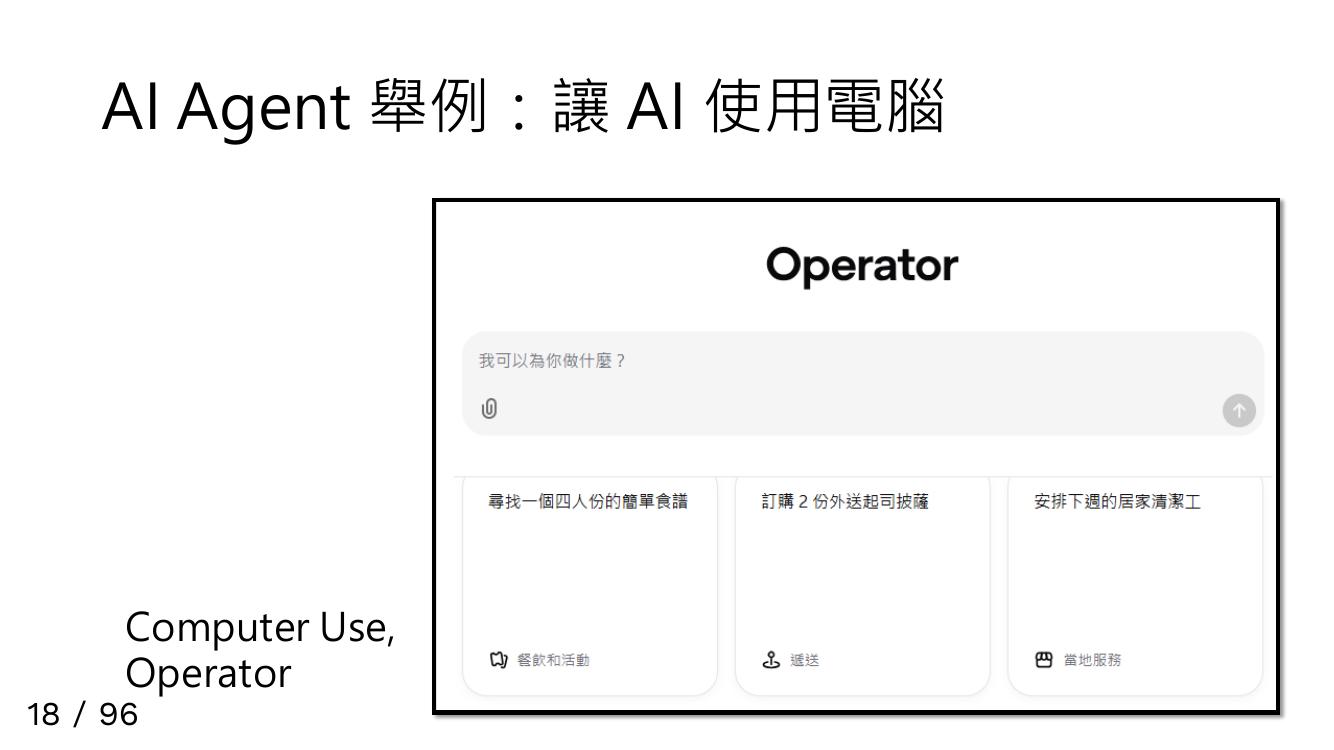 AI Agent 舉例：讓 AI 使用電腦
Operator
我可以為你做什麼？
尋找一個四人份的簡單食譜
訂購 2 份外送起司披薩
安排下週的居家清潔工
餐飲和活動
遞送
當地服務
Computer Use,
Operator
18 / 96